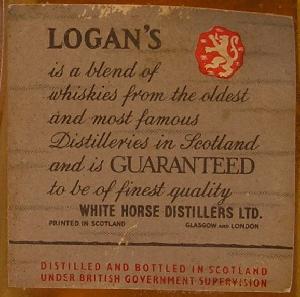 LOGAN'S
is a blend of
whiskies from the oldest
and most famous
Distilleries in Scotland
and is GUARANTEED
to be of finest quality
WHITE HORSE DISTILLERS LTD.
PRINTED IN SCOTLAND GLASGOW AND LONDON
DISTILLED AND BOTTLED IN SCOTLAND
UNDER BRITISH GOVERNMENT SUPERVISION